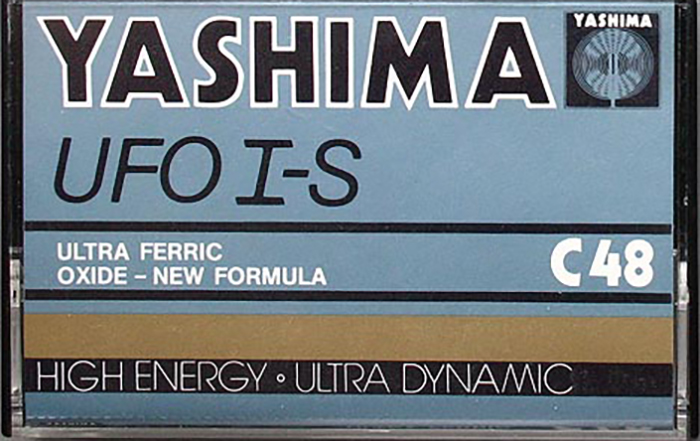 YASHIMA
YASHIMA
UFO I-S
ULTRA FERRIC
OXIDE – NEW FORMULA
C48
HIGH ENERGY • ULTRA DYNAMIC